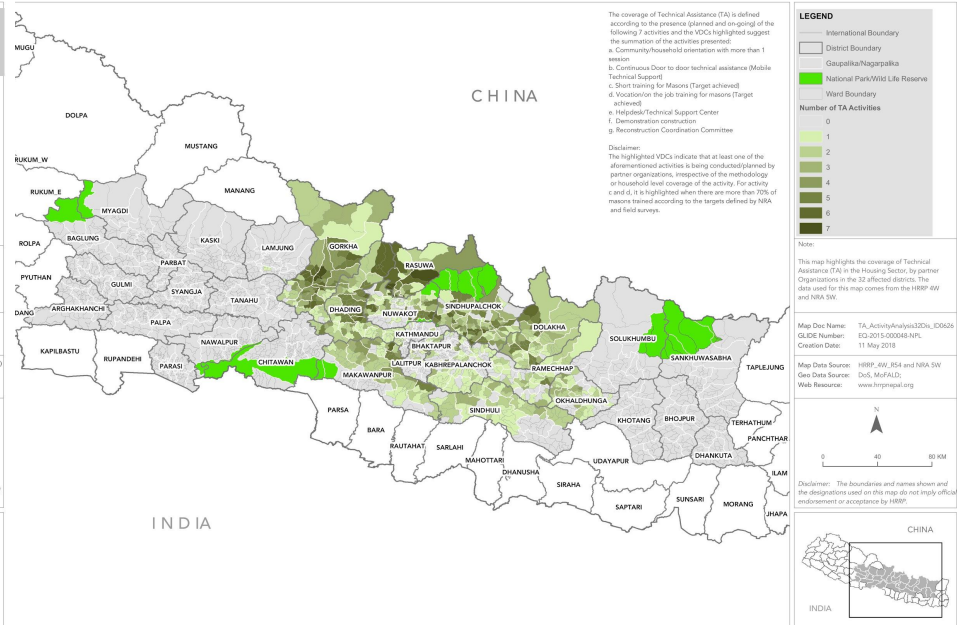 The coverage of Technical Assistance (TA) is defined
according to the presence (planned and on-going) of the
following 7 activities and the VDCs highlighted suggest
the summation of the activities presented:
a. Community/household orientation with more than 1
session
b. Continuous Door to door technical assistance (Mobile
Technical Support)
c. Short training for Masons (Target achieved)
d. Vocation/on the job training for masons (Target
achieved)
e. Helpdesk/Technical Support Center
f. Demonstration construction
g. Reconstruction Coordination Committee
Disclaimer:
The highlighted VDCs indicate that at least one of the
aforementioned activities is being conducted/planned by
partner organizations, irrespective of the methodology
or household level coverage of the activity. For activity
c and d, it is highlighted when there are more than 70% of
masons trained according to the targets defined by NRA
and field surveys.
CHINA
MUGU
DOLPA
MUSTANG
RUKUM_W
RUKUM_E
MANANG
MYAGDI
ROLPA
BAGLUNG
KASKI
LAMJUNG
GORKHA
RASUWA
PARBAT
PYUTHAN
GULMI
SYANGJA
DANG
ARGHAKHANCHI
TANAHU
DHADING
NUWAKOT
SINDHUPALCHOK
PALPA
KATHMANDU
DOLAKHA
BHAKTAPUR
SOLUKHUMBU
SANKHUWASABHA
NAWALPUR
KAPILBASTU
RUPANDEHI
PARASI
CHITAWAN
LALITPUR
KABHREPALANCHOK
RAMECHHAP
TAPLEJUNG
MAKAWANPUR
OKHALDHUNGA
PARSA
SINDHULI
KHOTANG
BHOJPUR
TERHATHUM
BARA
PANCHTHAR
RAUTAHAT
SARLAHI
MAHOTTARI
DHANUSHA
UDAYAPUR
DHANKUTA
ILAM
SIRAHA
SAPTARI
SUNSARI
MORANG
JHAPA
INDIA
LEGEND
International Boundary
District Boundary
Gaupalika/Nagarpalika
National Park/Wild Life Reserve
Ward Boundary
Number of TA Activities
0
1
2
3
4
5
6
7
Note:
This map highlights the coverage of Technical
Assistance (TA) in the Housing Sector, by partner
Organizations in the 32 affected districts. The
data used for this map comes from the HRRP 4W
and NRA 5W.
Map Doc Name: TA_ActivityAnalysis32Dis_ID0626
GLIDE Number: EQ-2015-000048-NPL
Creation Date: 11 May 2018
Map Data Source: HRRP_4W_R54 and NRA 5W
Geo Data Source: DoS, MoFALD;
Web Resource: www.hrrpnepal.org
N
0 40 80 KM
Disclaimer: The boundaries and names shown and
the designations used on this map do not imply official
endorsement or acceptance by HRRP.
CHINA
INDIA